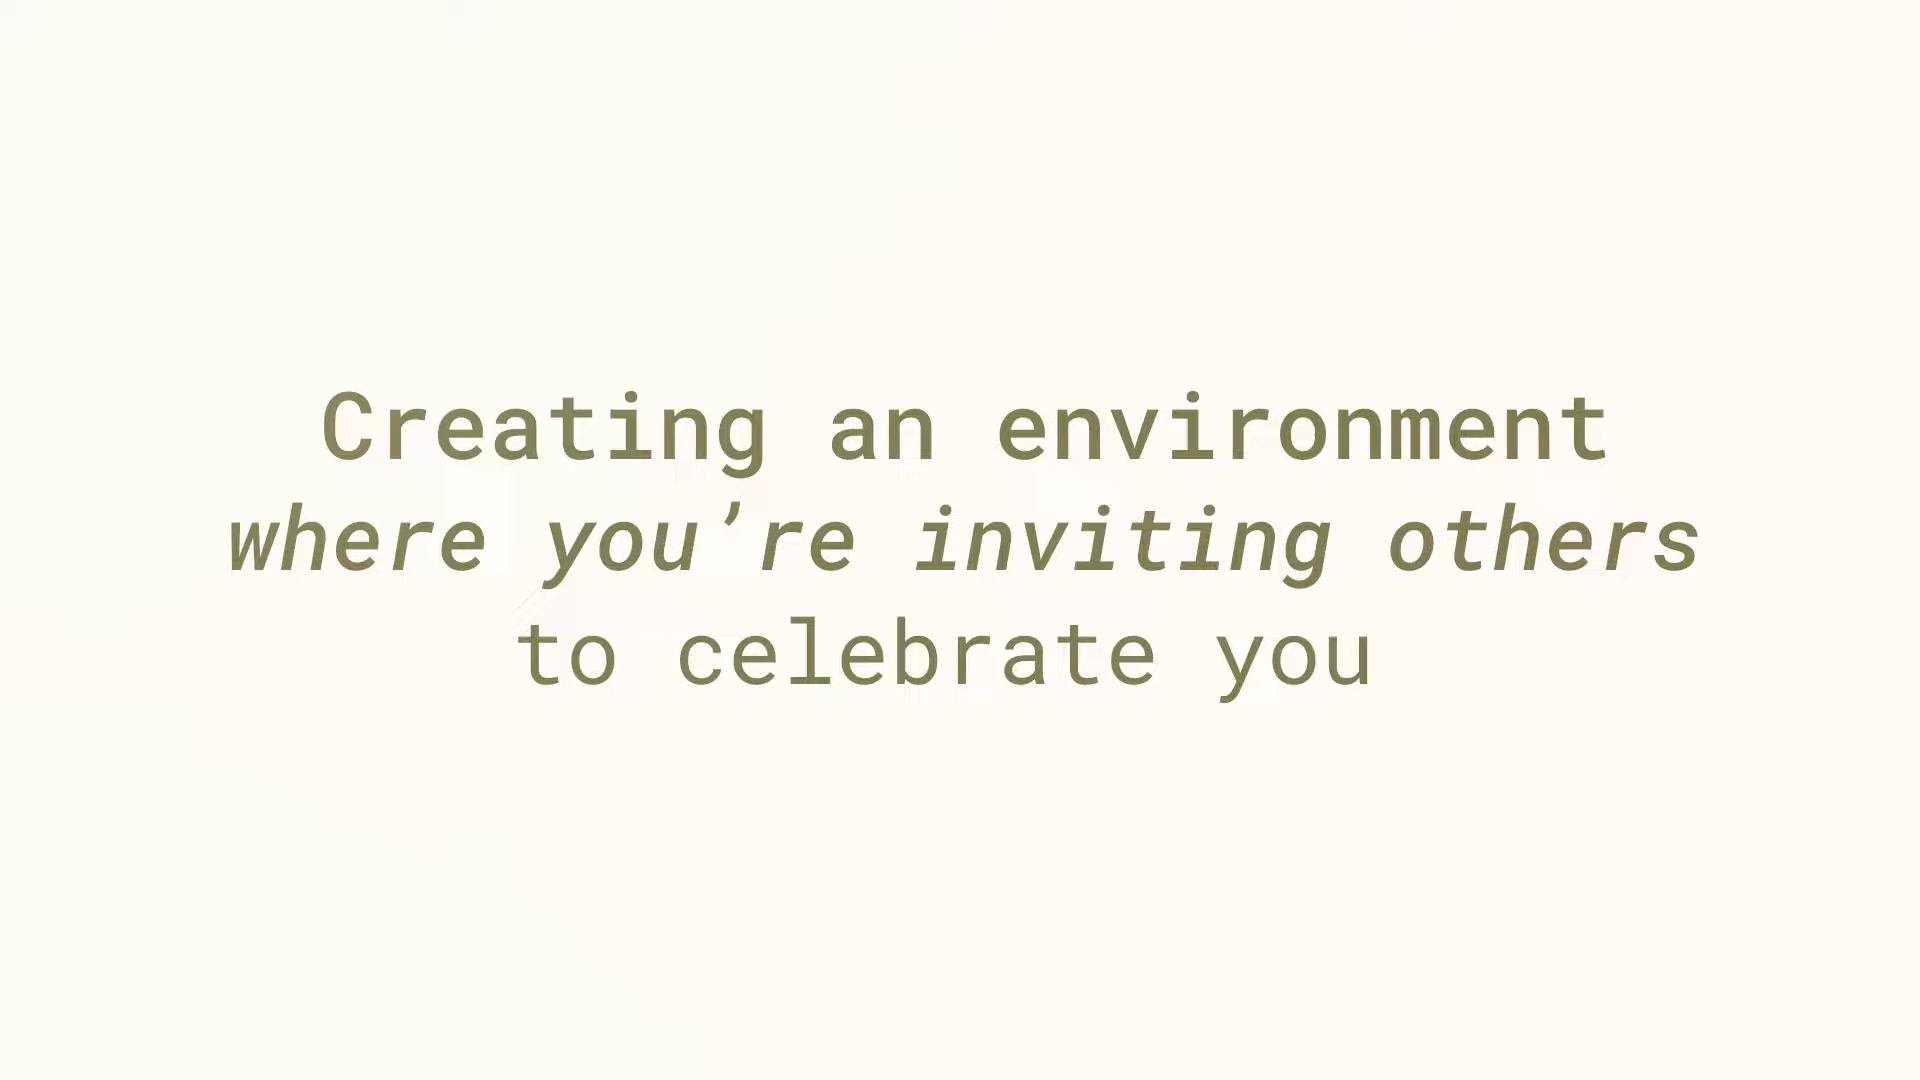 Creating an environment
where you’re inviting others
to celebrate you